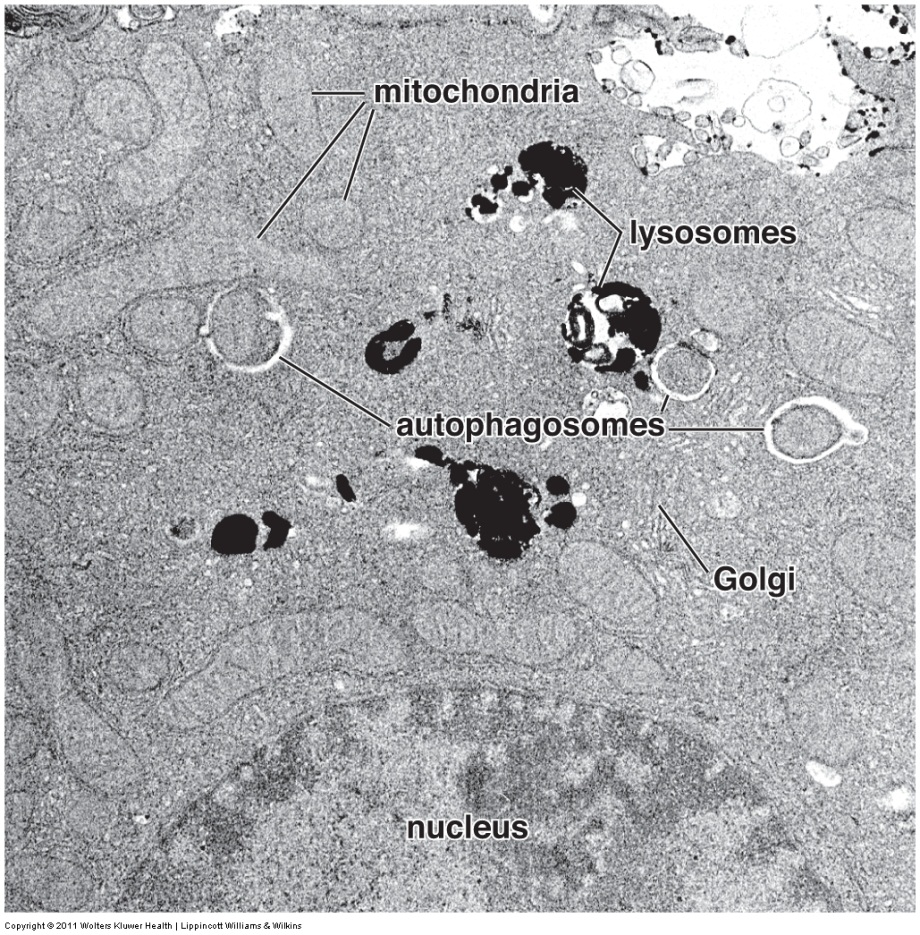 mitochondria
lysosomes
autophagosomes
Golgi
nucleus
Copyright © 2011 Wolters Kluwer Health | Lippincott Williams & Wilkins